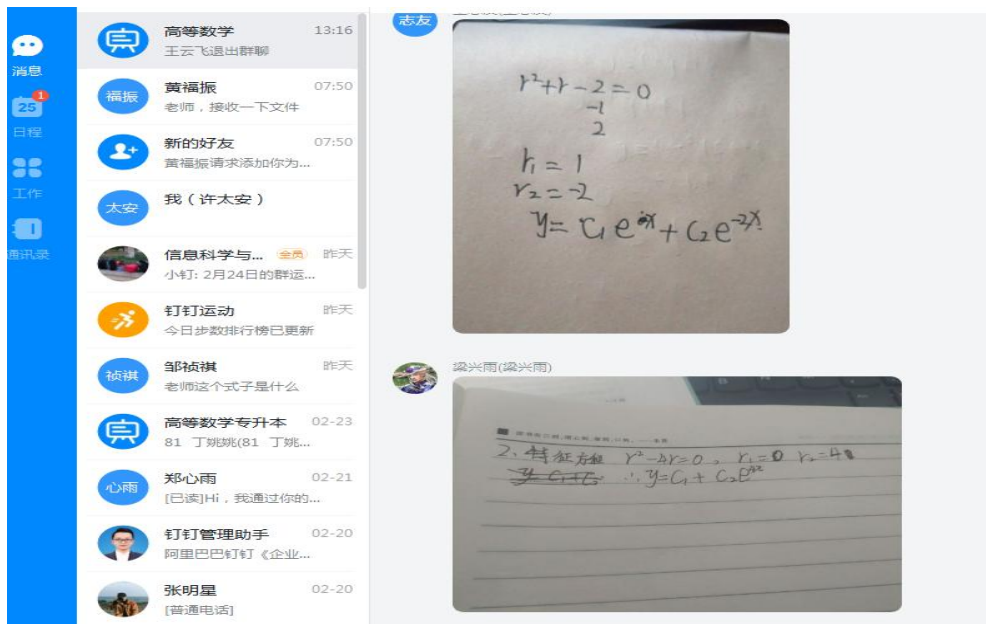 消息
25
1
日程
工作
通讯录
高等数学 13:16
王云飞退出群聊
福振
黄福振 07:50
老师，接收一下文件
新的好友 07:50
黄福振请求添加你为...
太安
我（许太安）
信息科学与... 全员 昨天
小钉: 2月24日的群运...
钉钉运动 昨天
今日步数排行榜已更新
祯祺
邹祯祺 昨天
老师这个式子是什么
高等数学专升本 02-23
81 丁姚姚(81 丁姚...
心雨
郑心雨 02-21
[已读]Hi，我通过你的...
钉钉管理助手 02-20
阿里巴巴钉钉《企业...
张明星 02-20
[普通电话]
志友
r²+r-2=0
-1
2
r₁=1
r₂=-2
y=C₁eˣ+C₂e⁻²ˣ
梁兴雨(梁兴雨)
2、特征方程 r²-4r=0, r₁=0 r₂=4
y C₁+C₂ ∴y=C₁+C₂e⁴ˣ